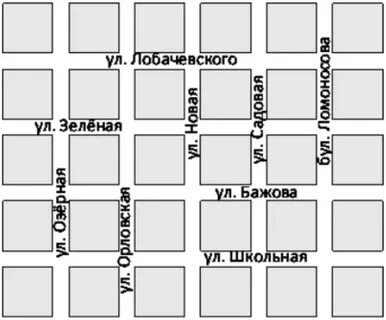 ул. Лобачевского
ул. Зелёная
ул. Новая
ул. Садовая
бул. Ломоносова
ул. Озёрная
ул. Орловская
ул. Бажова
ул. Школьная